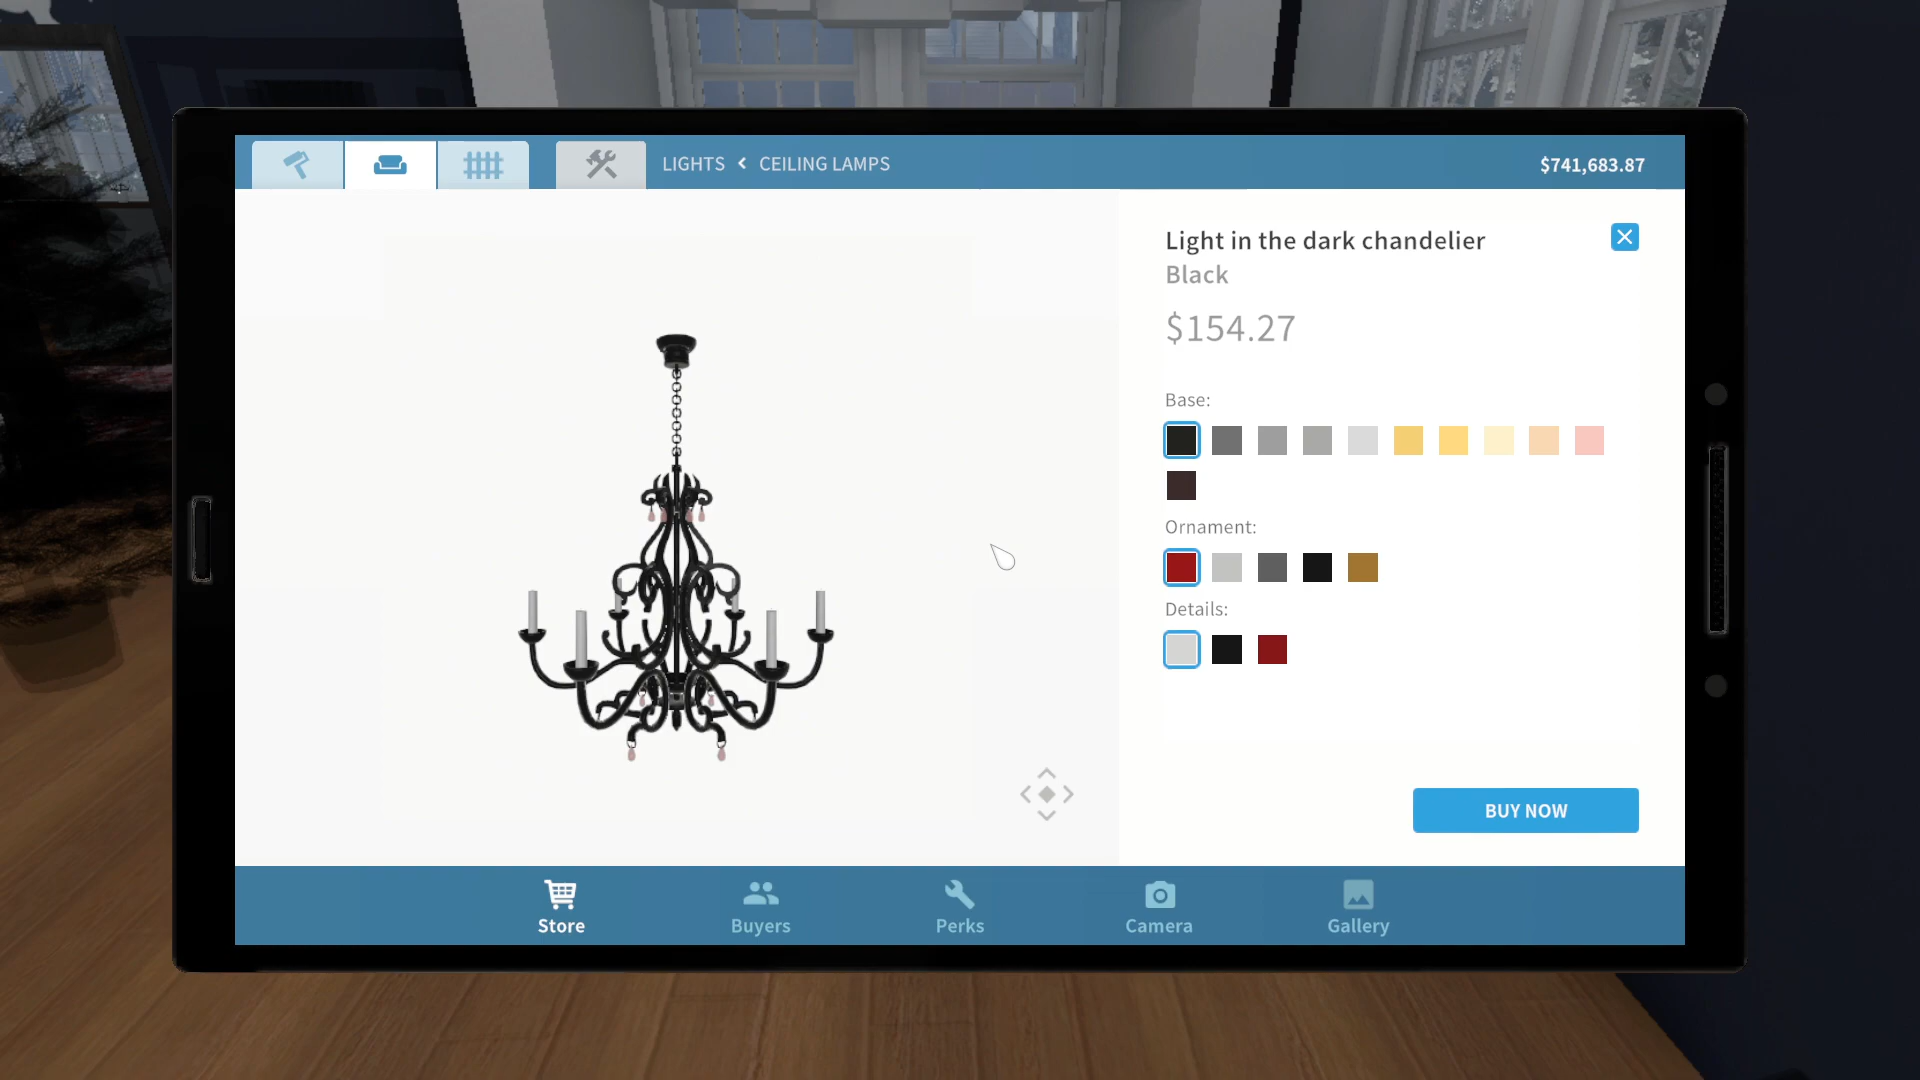 LIGHTS < CEILING LAMPS
$741,683.87
Light in the dark chandelier
Black
$154.27
Base:
Ornament:
Details:
BUY NOW
Store
Buyers
Perks
Camera
Gallery